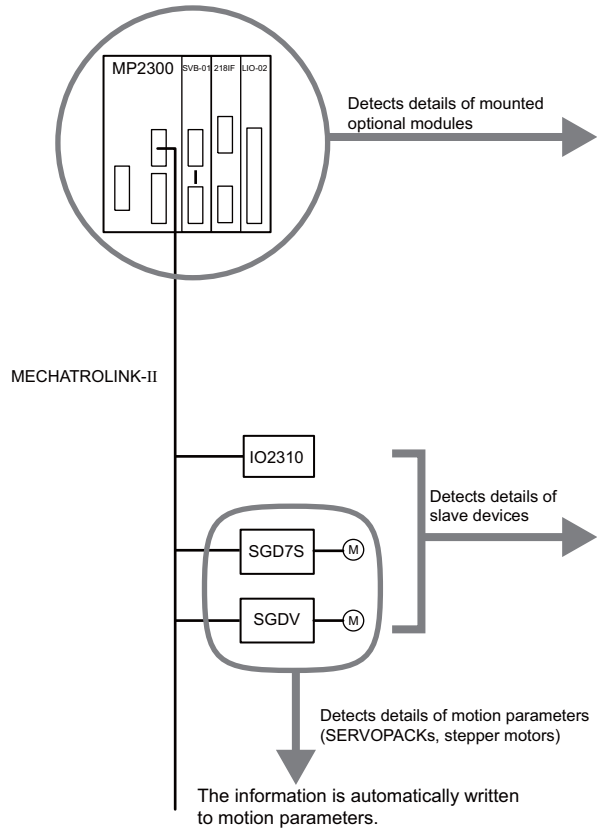 MP2300
SVB-01
218IF
LIO-02
Detects details of mounted
optional modules
MECHATROLINK-II
IO2310
Detects details of
slave devices
SGD7S
M
SGDV
M
Detects details of motion parameters
(SERVOPACKs, stepper motors)
The information is automatically written
to motion parameters.